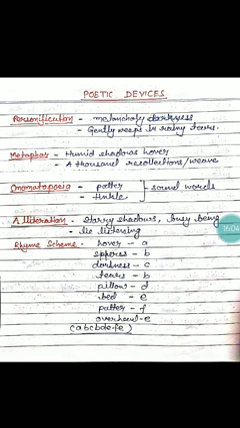 POETIC DEVICES
Personification - melancholy darkness
- Gently weeps in rainy tears.
Metaphor - Humid shadows hover
- A thousand recollections/weave
Onomatopoeia - patter
- tinkle
} sound words
Alliteration - Starry shadows, busy being
- lie listening
Rhyme Scheme - hover - a
spheres - b
darkness - c
tears - b
pillow - d
bed - e
patter - f
overhead - e
(abcbdefe)